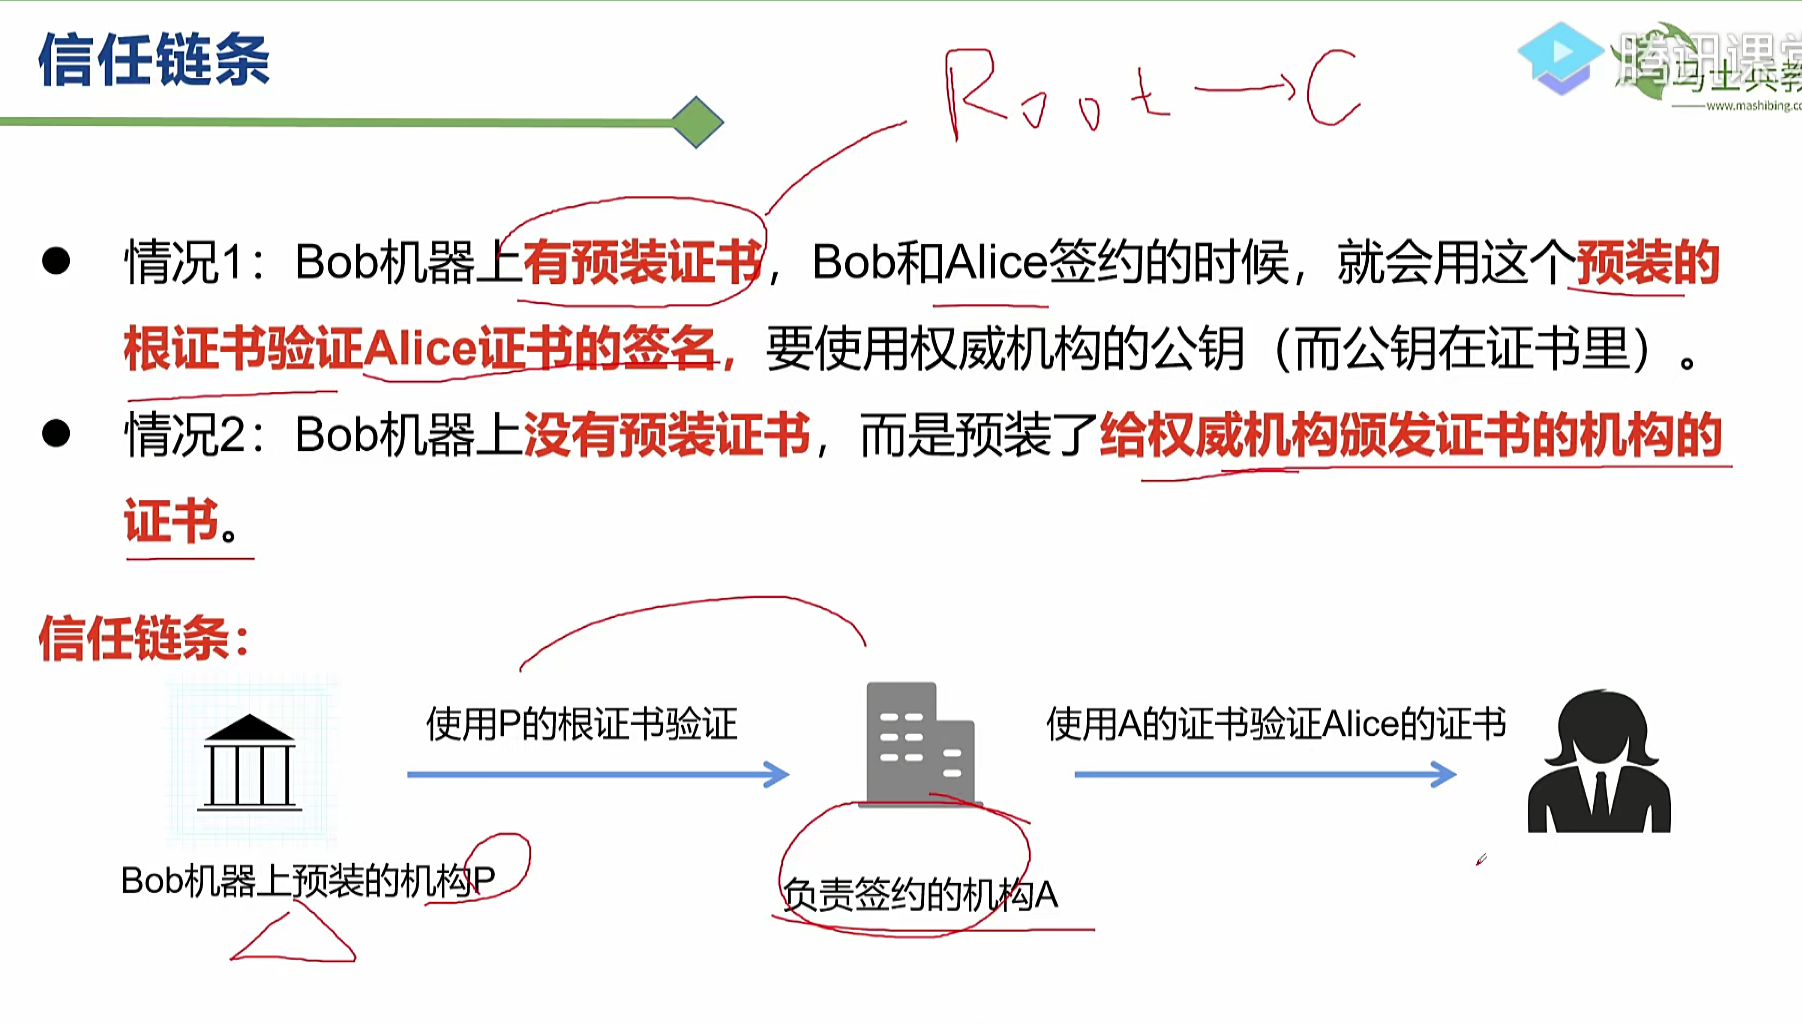 信任链条
Root → C
腾讯课堂
马士兵教
www.mashibing.co
● 情况1：Bob机器上有预装证书，Bob和Alice签约的时候，就会用这个预装的
根证书验证Alice证书的签名，要使用权威机构的公钥（而公钥在证书里）。
● 情况2：Bob机器上没有预装证书，而是预装了给权威机构颁发证书的机构的
证书。
信任链条：
使用P的根证书验证
使用A的证书验证Alice的证书
Bob机器上预装的机构P
负责签约的机构A